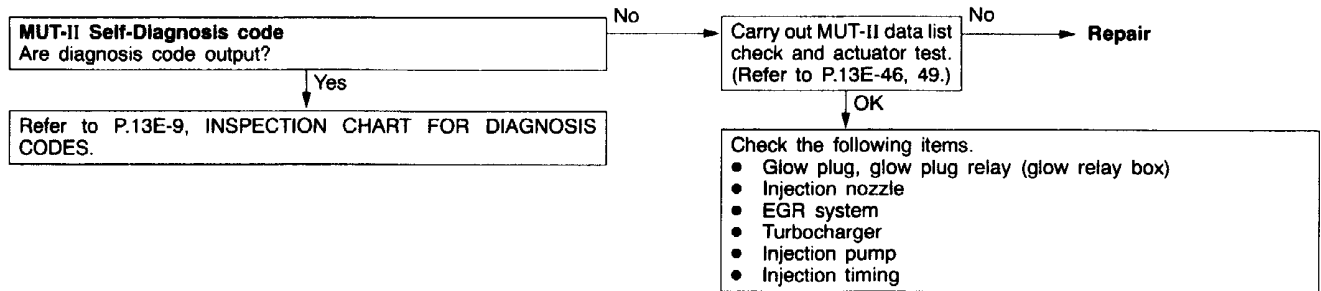 MUT-II Self-Diagnosis code
Are diagnosis code output?
No
Yes
Refer to P.13E-9, INSPECTION CHART FOR DIAGNOSIS
CODES.
Carry out MUT-II data list
check and actuator test.
(Refer to P.13E-46, 49.)
No
Repair
OK
Check the following items.
● Glow plug, glow plug relay (glow relay box)
● Injection nozzle
● EGR system
● Turbocharger
● Injection pump
● Injection timing